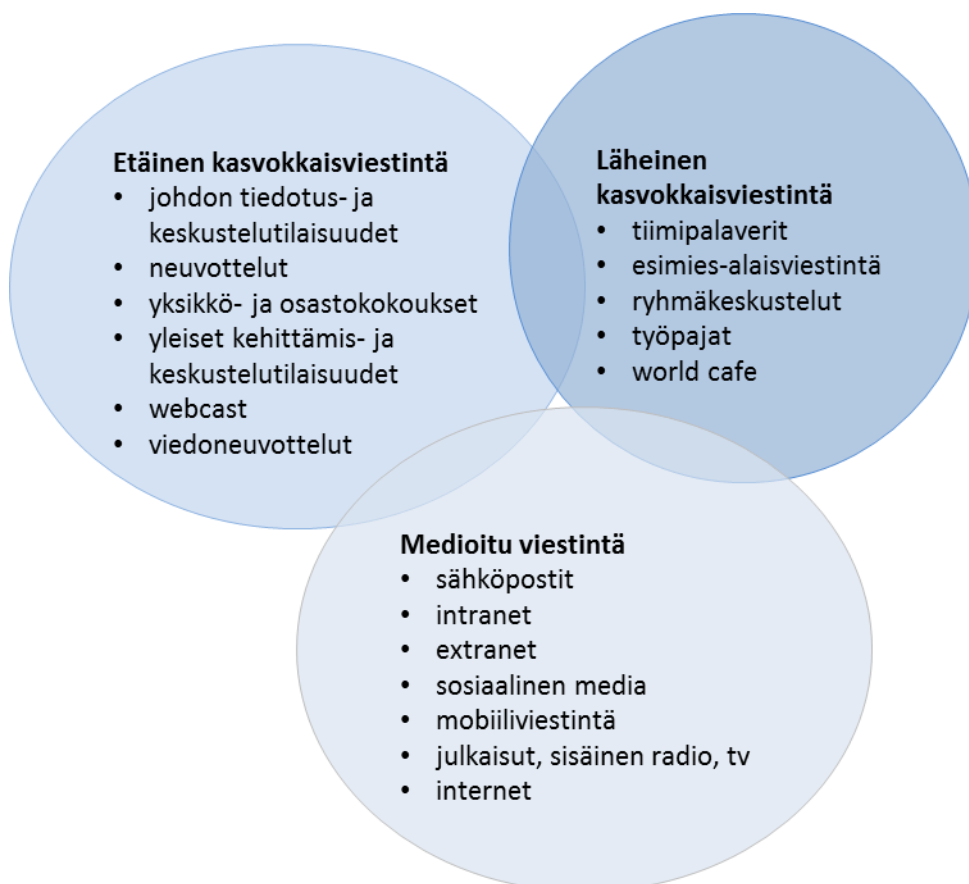 Etäinen kasvokkaisviestintä
• johdon tiedotus- ja
keskustelutilaisuudet
• neuvottelut
• yksikkö- ja osastokokoukset
• yleiset kehittämis- ja
keskustelutilaisuudet
• webcast
• viedoneuvottelut
Läheinen
kasvokkaisviestintä
• tiimipalaverit
• esimies-alaisviestintä
• ryhmäkeskustelut
• työpajat
• world cafe
Medioitu viestintä
• sähköpostit
• intranet
• extranet
• sosiaalinen media
• mobiiliviestintä
• julkaisut, sisäinen radio, tv
• internet